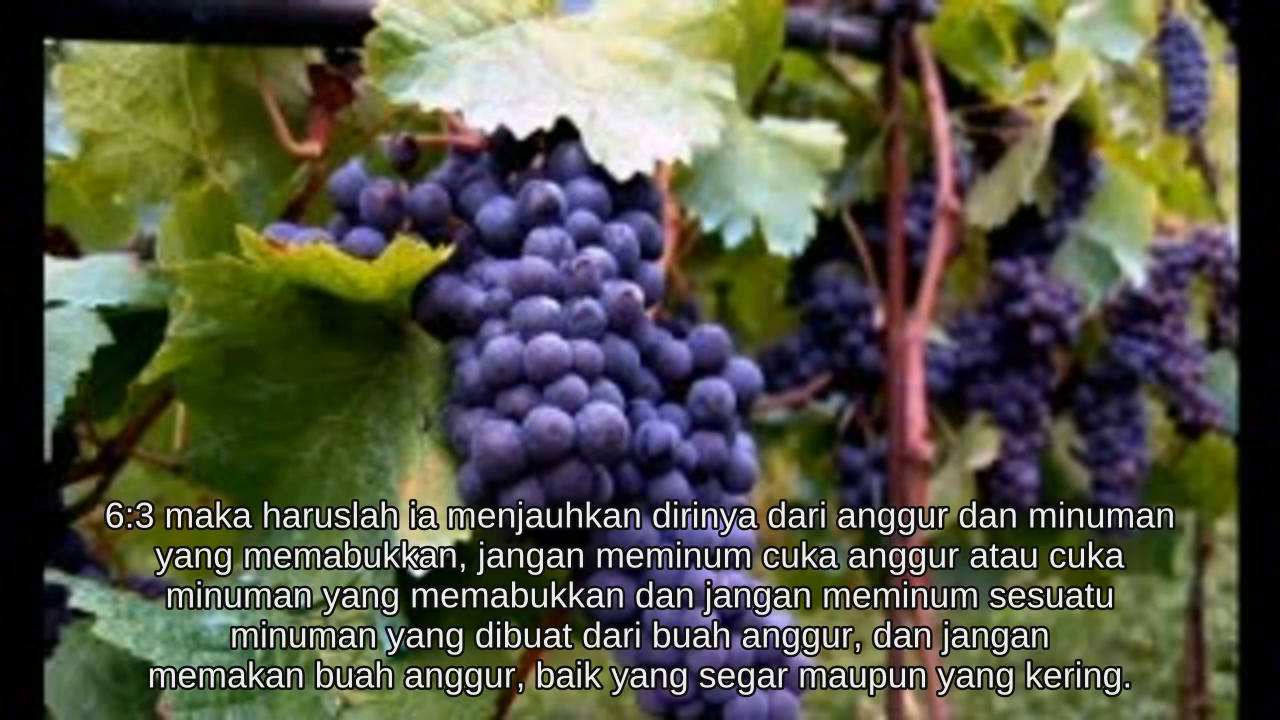 6:3 maka haruslah ia menjauhkan dirinya dari anggur dan minuman
yang memabukkan, jangan meminum cuka anggur atau cuka
minuman yang memabukkan dan jangan meminum sesuatu
minuman yang dibuat dari buah anggur, dan jangan
memakan buah anggur, baik yang segar maupun yang kering.